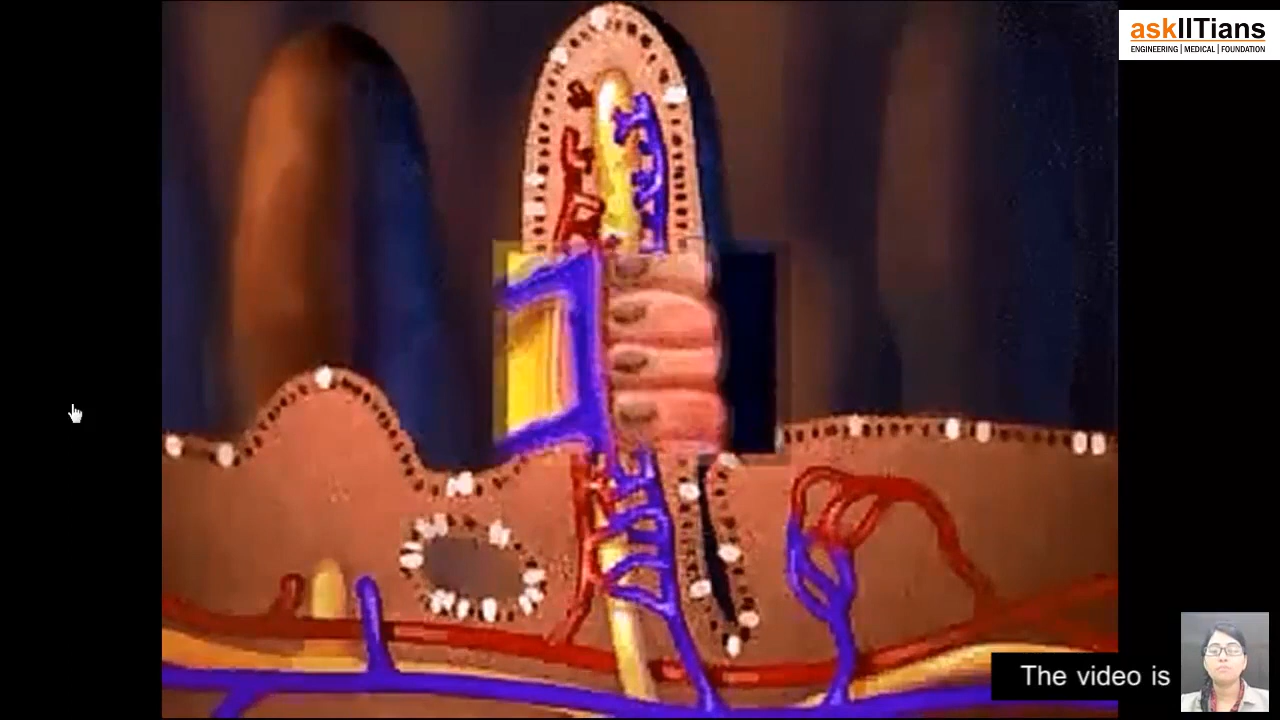 askIITians
ENGINEERING | MEDICAL | FOUNDATION
The video is